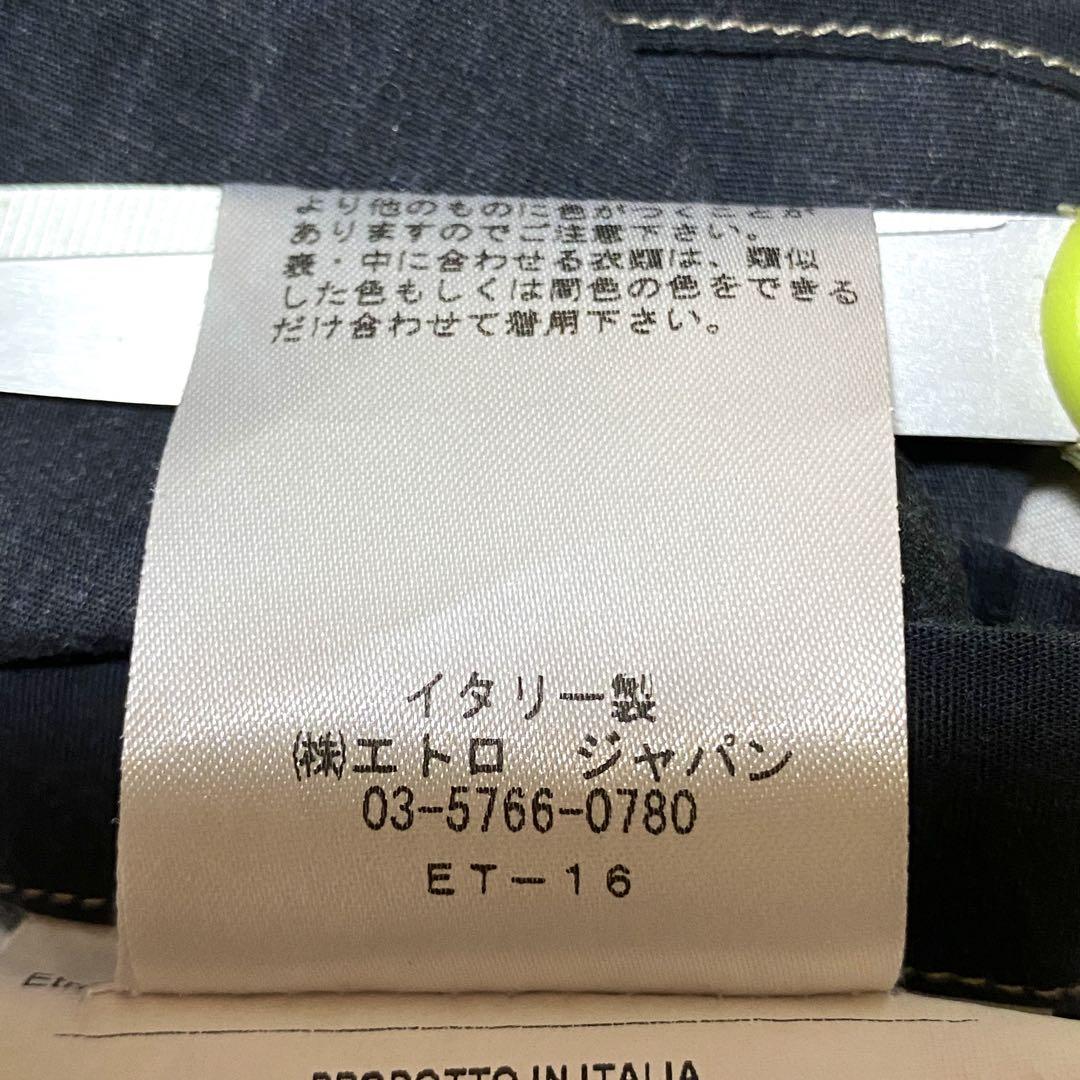 より他のものに色がつくことが
ありますのでご注意下さい。
表・中に合わせる衣類は、類似
した色もしくは同色の色をできる
だけ合わせて着用下さい。
イタリー製
㈱エトロ ジャパン
03-5766-0780
ET-16
PRODOTTO IN ITALIA